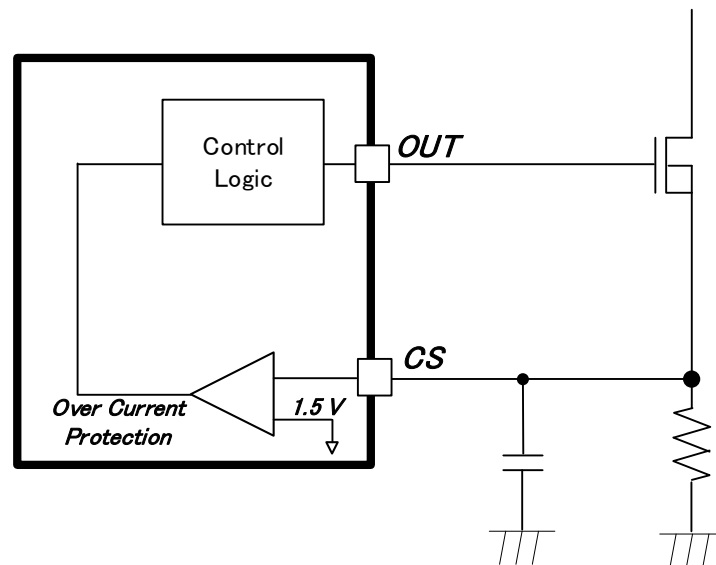 Control
Logic
OUT
CS
1.5 V
Over Current
Protection